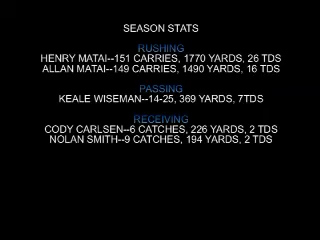 SEASON STATS
RUSHING
HENRY MATAI--151 CARRIES, 1770 YARDS, 26 TDS
ALLAN MATAI--149 CARRIES, 1490 YARDS, 16 TDS
PASSING
KEALE WISEMAN--14-25, 369 YARDS, 7TDS
RECEIVING
CODY CARLSEN--6 CATCHES, 226 YARDS, 2 TDS
NOLAN SMITH--9 CATCHES, 194 YARDS, 2 TDS